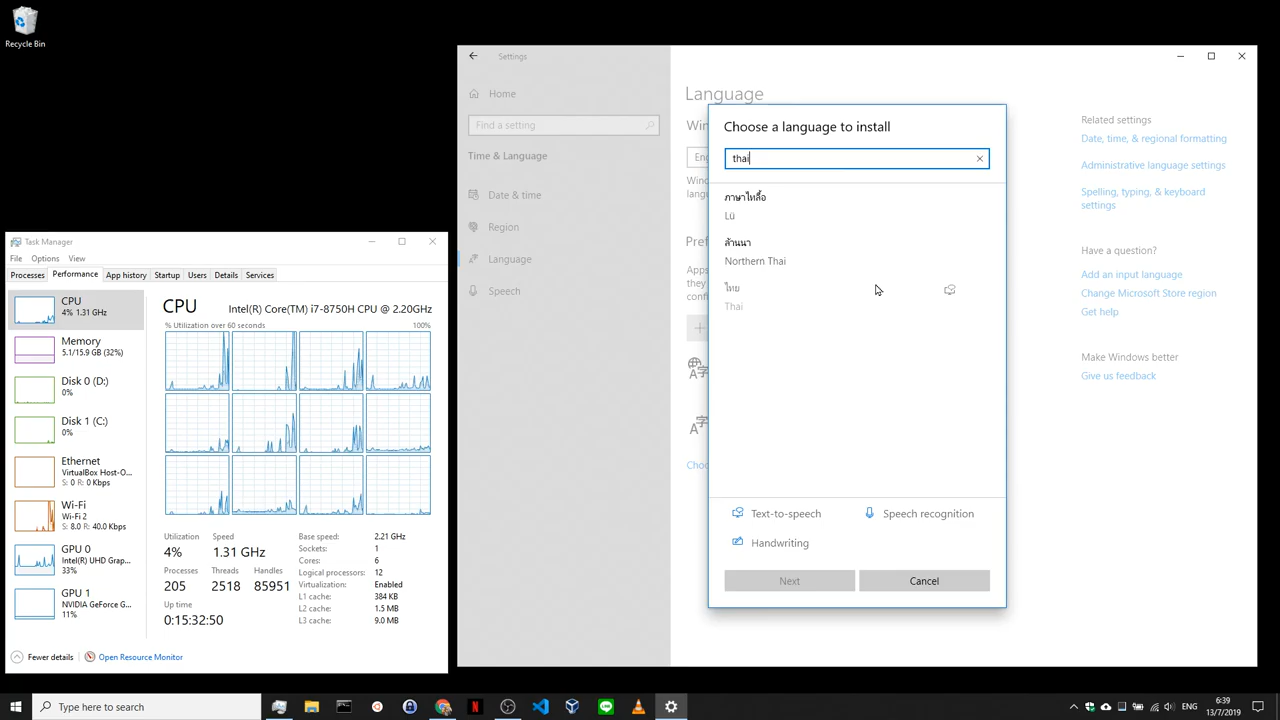 Recycle Bin
Task Manager
File Options View
Processes Performance App history Startup Users Details Services
CPU
4% 1.31 GHz
Memory
5.1/15.9 GB (32%)
Disk 0 (D:)
0%
Disk 1 (C:)
0%
Ethernet
VirtualBox Host-O...
S: 0 R: 0 Kbps
Wi-Fi
Wi-Fi 2
S: 8.0 R: 40.0 Kbps
GPU 0
Intel(R) UHD Grap...
33%
GPU 1
NVIDIA GeForce G...
11%
CPU Intel(R) Core(TM) i7-8750H CPU @ 2.20GHz
% Utilization over 60 seconds 100%
Utilization Speed
4% 1.31 GHz
Processes Threads Handles
205 2518 85951
Up time
0:15:32:50
Base speed: 2.21 GHz
Sockets: 1
Cores: 6
Logical processors: 12
Virtualization: Enabled
L1 cache: 384 KB
L2 cache: 1.5 MB
L3 cache: 9.0 MB
Fewer details Open Resource Monitor
Settings
Home
Find a setting
Time & Language
Date & time
Region
Language
Speech
Language
Choose a language to install
thai
ภาษาไทลื้อ
Lü
ล้านนา
Northern Thai
ไทย
Thai
Text-to-speech Speech recognition
Handwriting
Next Cancel
Related settings
Date, time, & regional formatting
Administrative language settings
Spelling, typing, & keyboard
settings
Have a question?
Add an input language
Change Microsoft Store region
Get help
Make Windows better
Give us feedback
Type here to search
ENG
6:39
13/7/2019